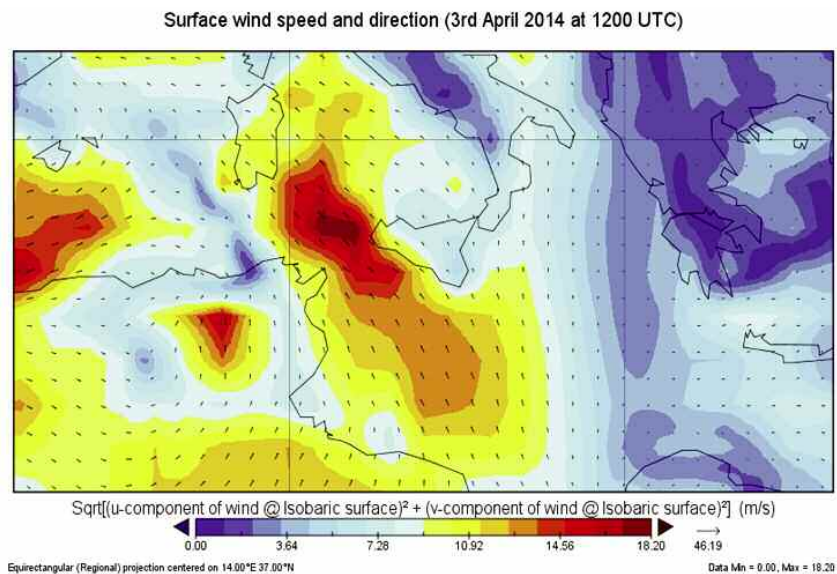 Surface wind speed and direction (3rd April 2014 at 1200 UTC)
Sqrt[(u-component of wind @ Isobaric surface)² + (v-component of wind @ Isobaric surface)²] (m/s)
0.00 3.64 7.28 10.92 14.56 18.20 46.19
Equirectangular (Regional) projection centered on 14.00°E 37.00°N Data Min = 0.00, Max = 18.20